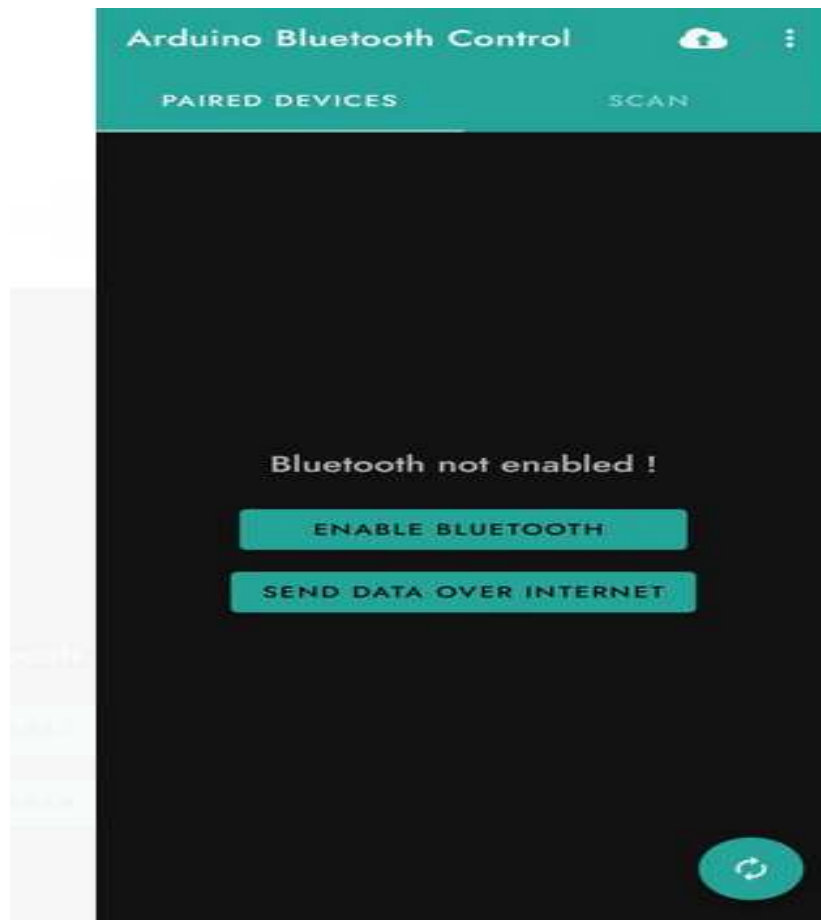 Arduino Bluetooth Control
PAIRED DEVICES SCAN
Bluetooth not enabled !
ENABLE BLUETOOTH
SEND DATA OVER INTERNET